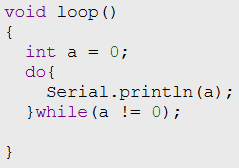 void loop()
{
  int a = 0;
  do{
    Serial.println(a);
  }while(a != 0);

}